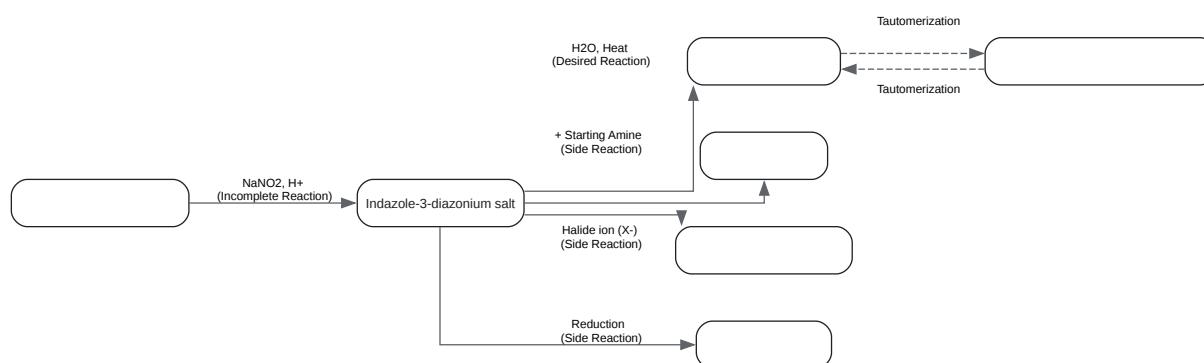 Tautomerization
H2O, Heat
(Desired Reaction)
Tautomerization
+ Starting Amine
(Side Reaction)
NaNO2, H+
(Incomplete Reaction)
Indazole-3-diazonium salt
Halide ion (X-)
(Side Reaction)
Reduction
(Side Reaction)